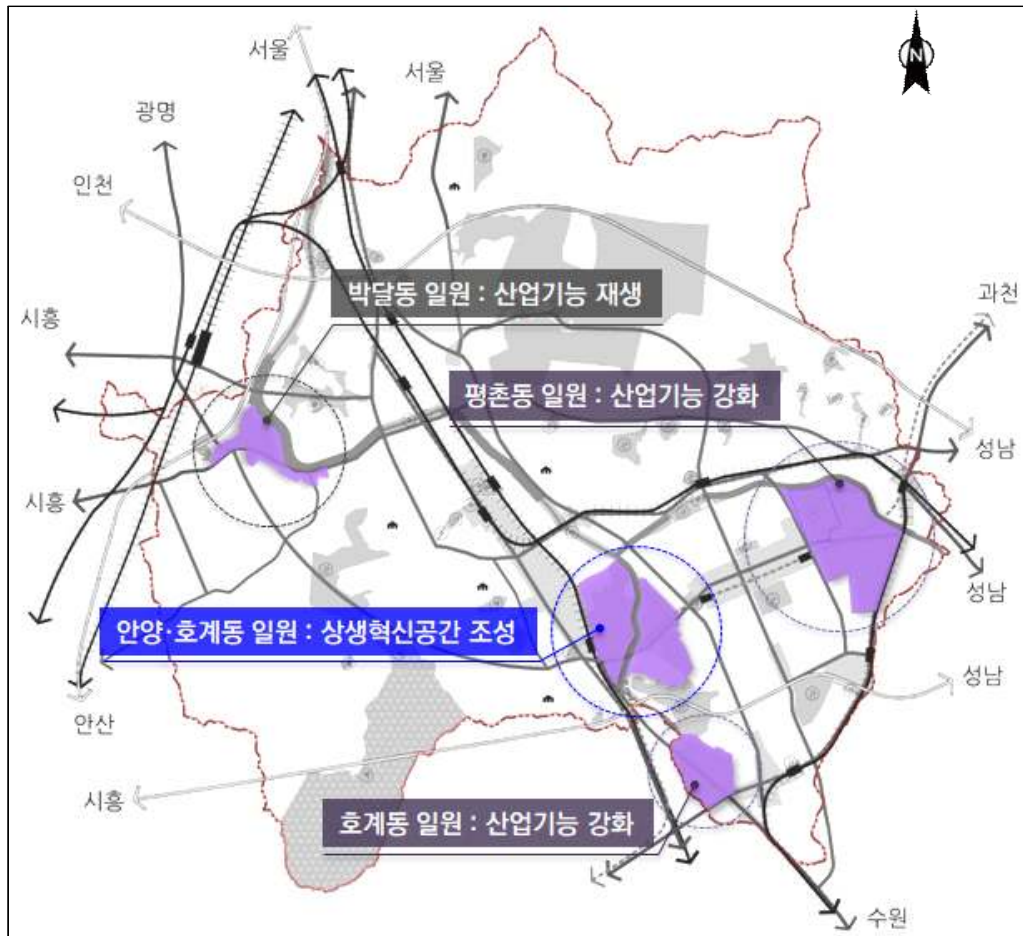 서울
서울
N
광명
인천
박달동 일원 : 산업기능 재생
과천
시흥
평촌동 일원 : 산업기능 강화
성남
시흥
성남
안양·호계동 일원 : 상생혁신공간 조성
성남
안산
시흥
호계동 일원 : 산업기능 강화
수원